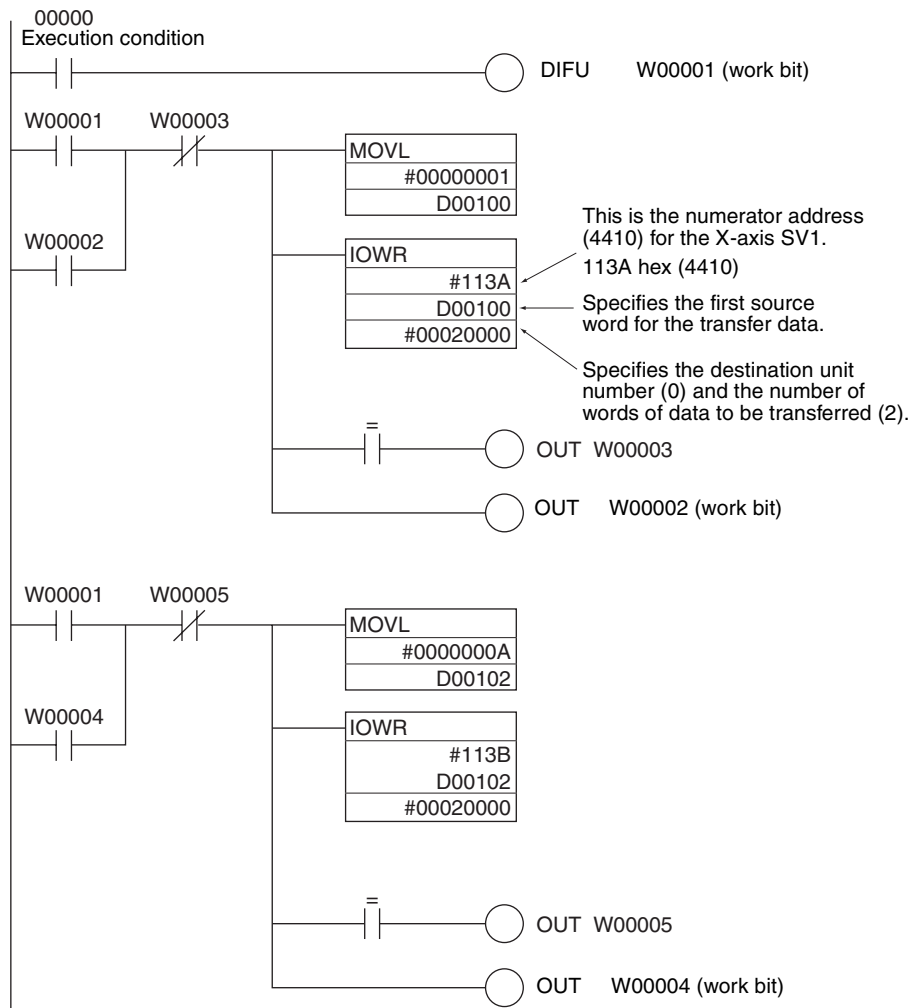 00000
Execution condition
DIFU W00001 (work bit)
W00001 W00003
MOVL
#00000001
D00100
W00002
IOWR
#113A
D00100
#00020000
This is the numerator address
(4410) for the X-axis SV1.
113A hex (4410)
Specifies the first source
word for the transfer data.
Specifies the destination unit
number (0) and the number of
words of data to be transferred (2).
=
OUT W00003
OUT W00002 (work bit)
W00001 W00005
MOVL
#0000000A
D00102
W00004
IOWR
#113B
D00102
#00020000
=
OUT W00005
OUT W00004 (work bit)